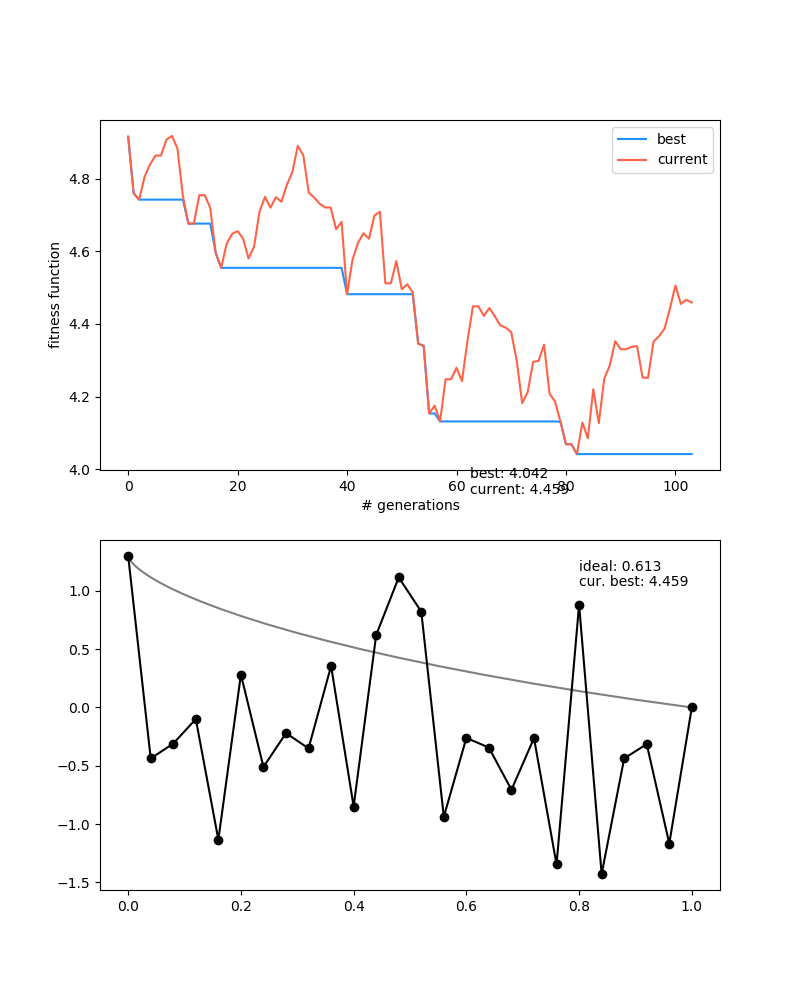 best
current
4.8
4.6
4.4
4.2
4.0
fitness function
0 20 40 60 80 100
best: 4.042
current: 4.459
# generations
ideal: 0.613
cur. best: 4.459
1.0
0.5
0.0
−0.5
−1.0
−1.5
0.0 0.2 0.4 0.6 0.8 1.0